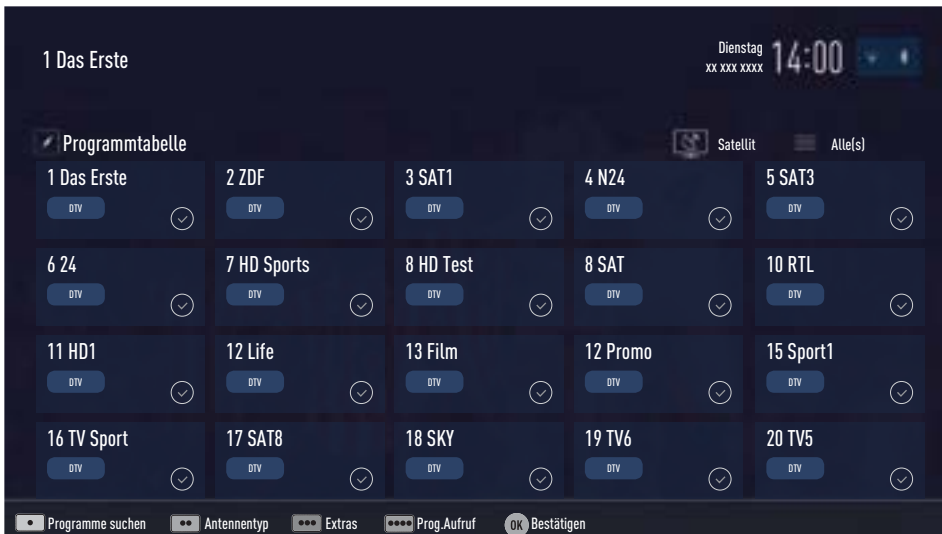 1 Das Erste
Dienstag
xx xxx xxxx
14:00
Programmtabelle
Satellit
Alle(s)
1 Das Erste
2 ZDF
3 SAT1
4 N24
5 SAT3
DTV
DTV
DTV
DTV
DTV
6 24
7 HD Sports
8 HD Test
8 SAT
10 RTL
DTV
DTV
DTV
DTV
DTV
11 HD1
12 Life
13 Film
12 Promo
15 Sport1
DTV
DTV
DTV
DTV
DTV
16 TV Sport
17 SAT8
18 SKY
19 TV6
20 TV5
DTV
DTV
DTV
DTV
DTV
Programme suchen
Antennentyp
Extras
Prog.Aufruf
OK Bestätigen